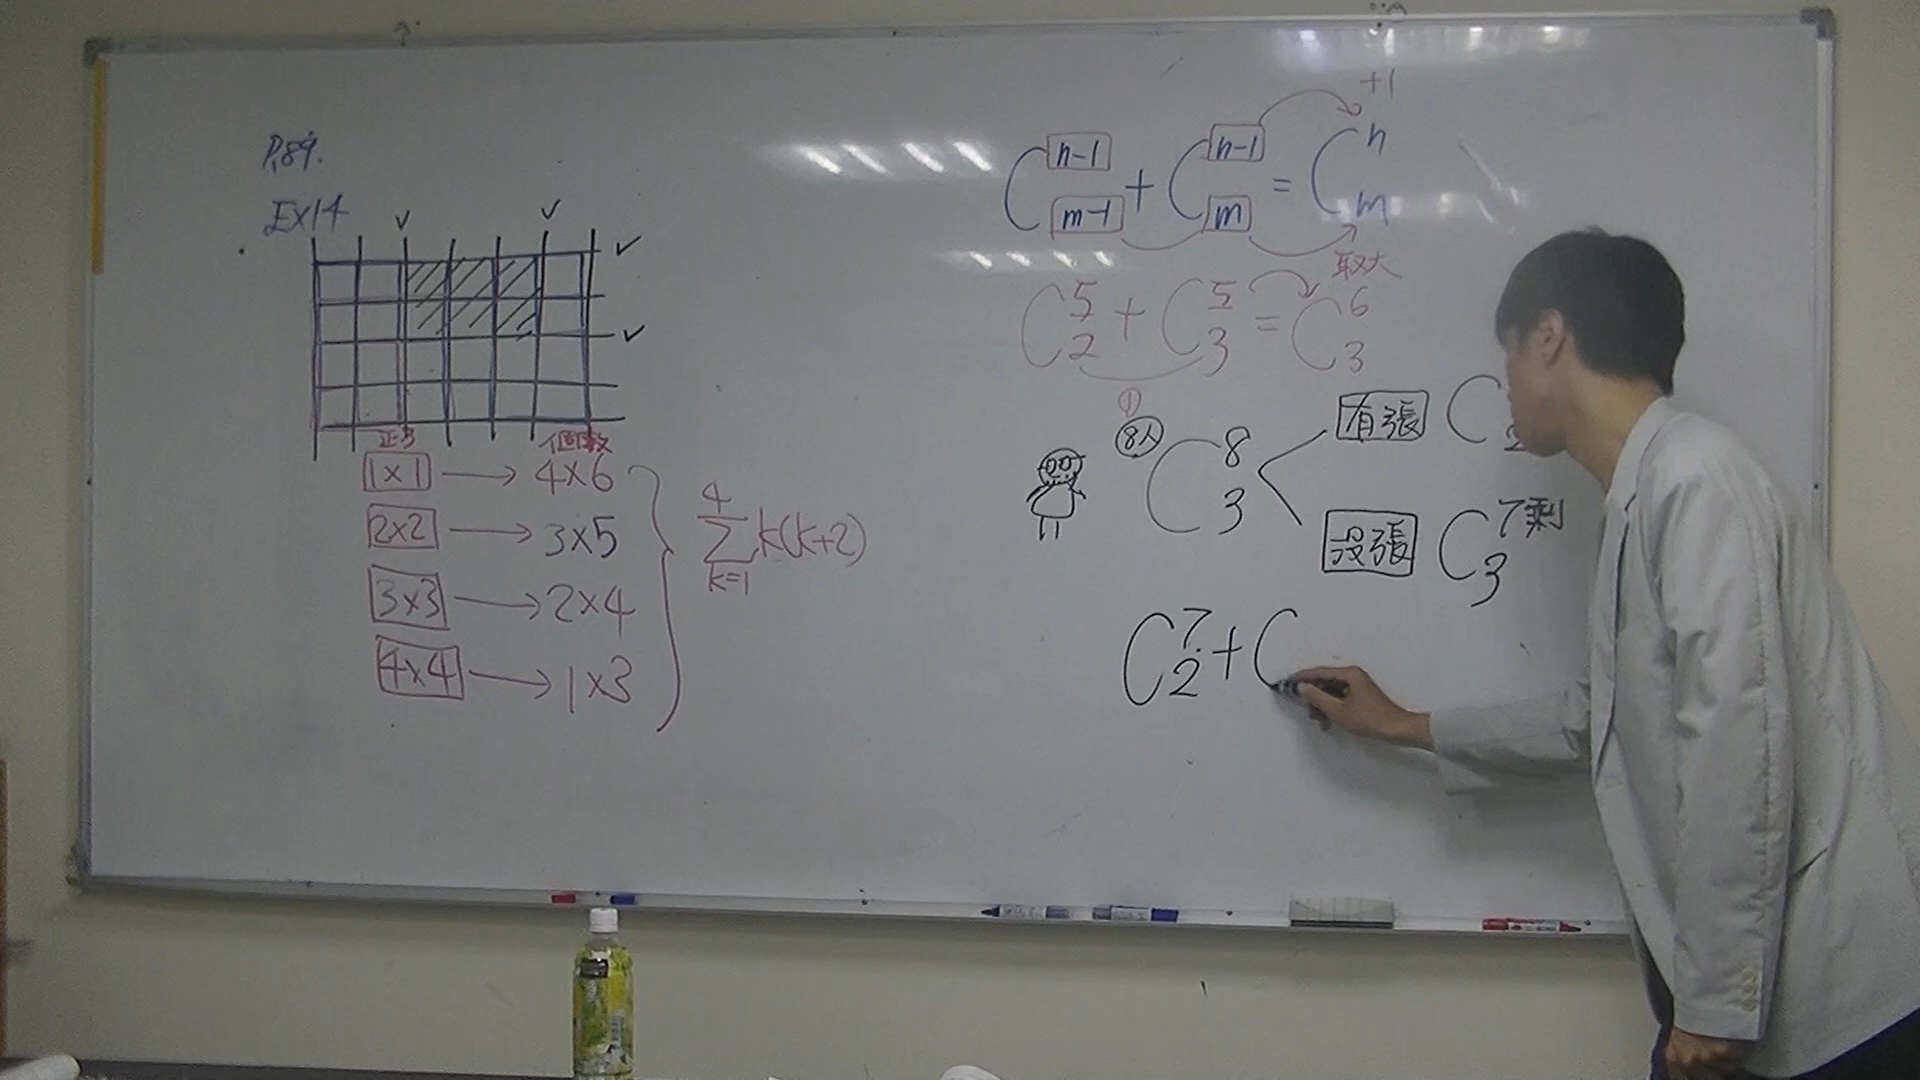 P.89.
Ex14
正方 個數
1×1 → 4×6
2×2 → 3×5
3×3 → 2×4
4×4 → 1×3
4
∑ k(k+2)
k=1
+1
C n-1 m-1 + C n-1 m = C n m
取大
C 5 2 + C 5 3 = C 6 3
①
8人
C 8 3
有張 C 2
沒張 C 7剩 3
C 7 2 + C